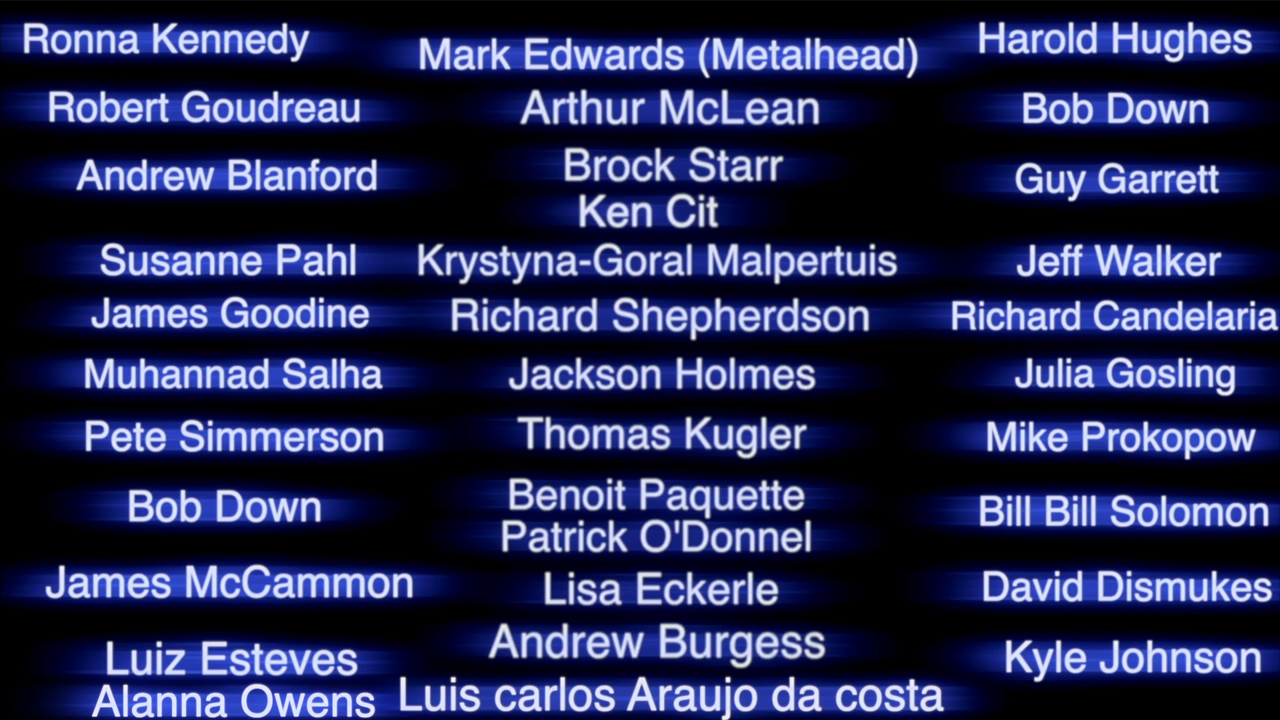 Ronna Kennedy
Robert Goudreau
Andrew Blanford
Susanne Pahl
James Goodine
Muhannad Salha
Pete Simmerson
Bob Down
James McCammon
Luiz Esteves
Alanna Owens
Mark Edwards (Metalhead)
Arthur McLean
Brock Starr
Ken Cit
Krystyna-Goral Malpertuis
Richard Shepherdson
Jackson Holmes
Thomas Kugler
Benoit Paquette
Patrick O'Donnel
Lisa Eckerle
Andrew Burgess
Luis carlos Araujo da costa
Harold Hughes
Bob Down
Guy Garrett
Jeff Walker
Richard Candelaria
Julia Gosling
Mike Prokopow
Bill Bill Solomon
David Dismukes
Kyle Johnson